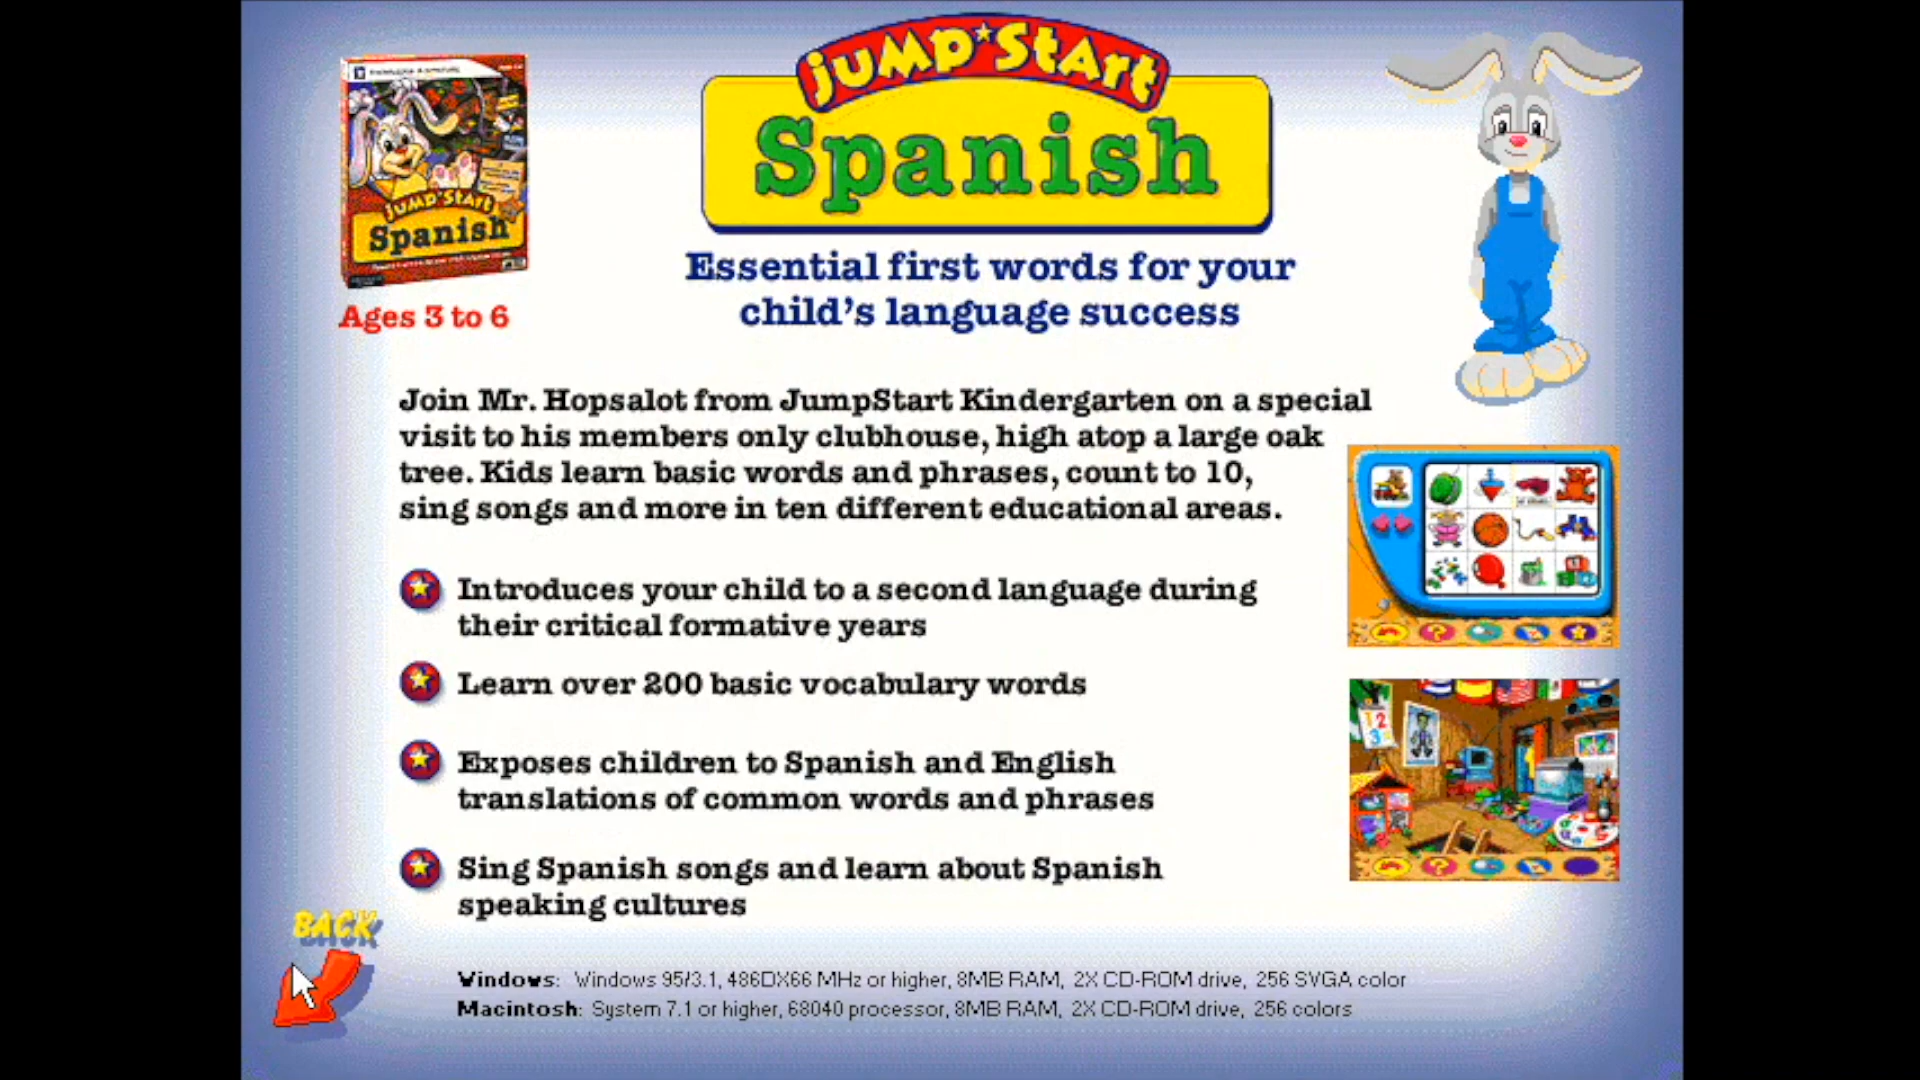 JumpStart
Spanish
Essential first words for your
child's language success
JumpStart
Spanish
Ages 3 to 6
Join Mr. Hopsalot from JumpStart Kindergarten on a special
visit to his members only clubhouse, high atop a large oak
tree. Kids learn basic words and phrases, count to 10,
sing songs and more in ten different educational areas.
Introduces your child to a second language during
their critical formative years
Learn over 200 basic vocabulary words
Exposes children to Spanish and English
translations of common words and phrases
Sing Spanish songs and learn about Spanish
speaking cultures
1 2
3
BACK
Windows: Windows 95/3.1, 486DX66 MHz or higher, 8MB RAM, 2X CD-ROM drive, 256 SVGA color
Macintosh: System 7.1 or higher, 68040 processor, 8MB RAM, 2X CD-ROM drive, 256 colors